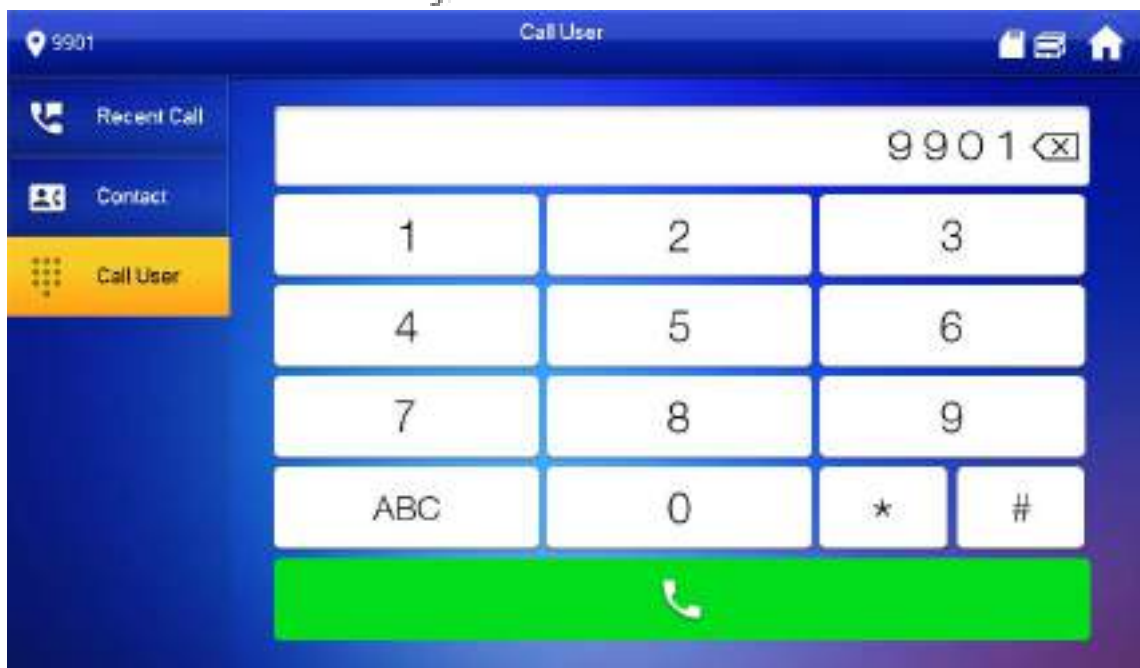 9901 Call User
Recent Call
Contact
Call User
9901
1 2 3
4 5 6
7 8 9
ABC 0 * #